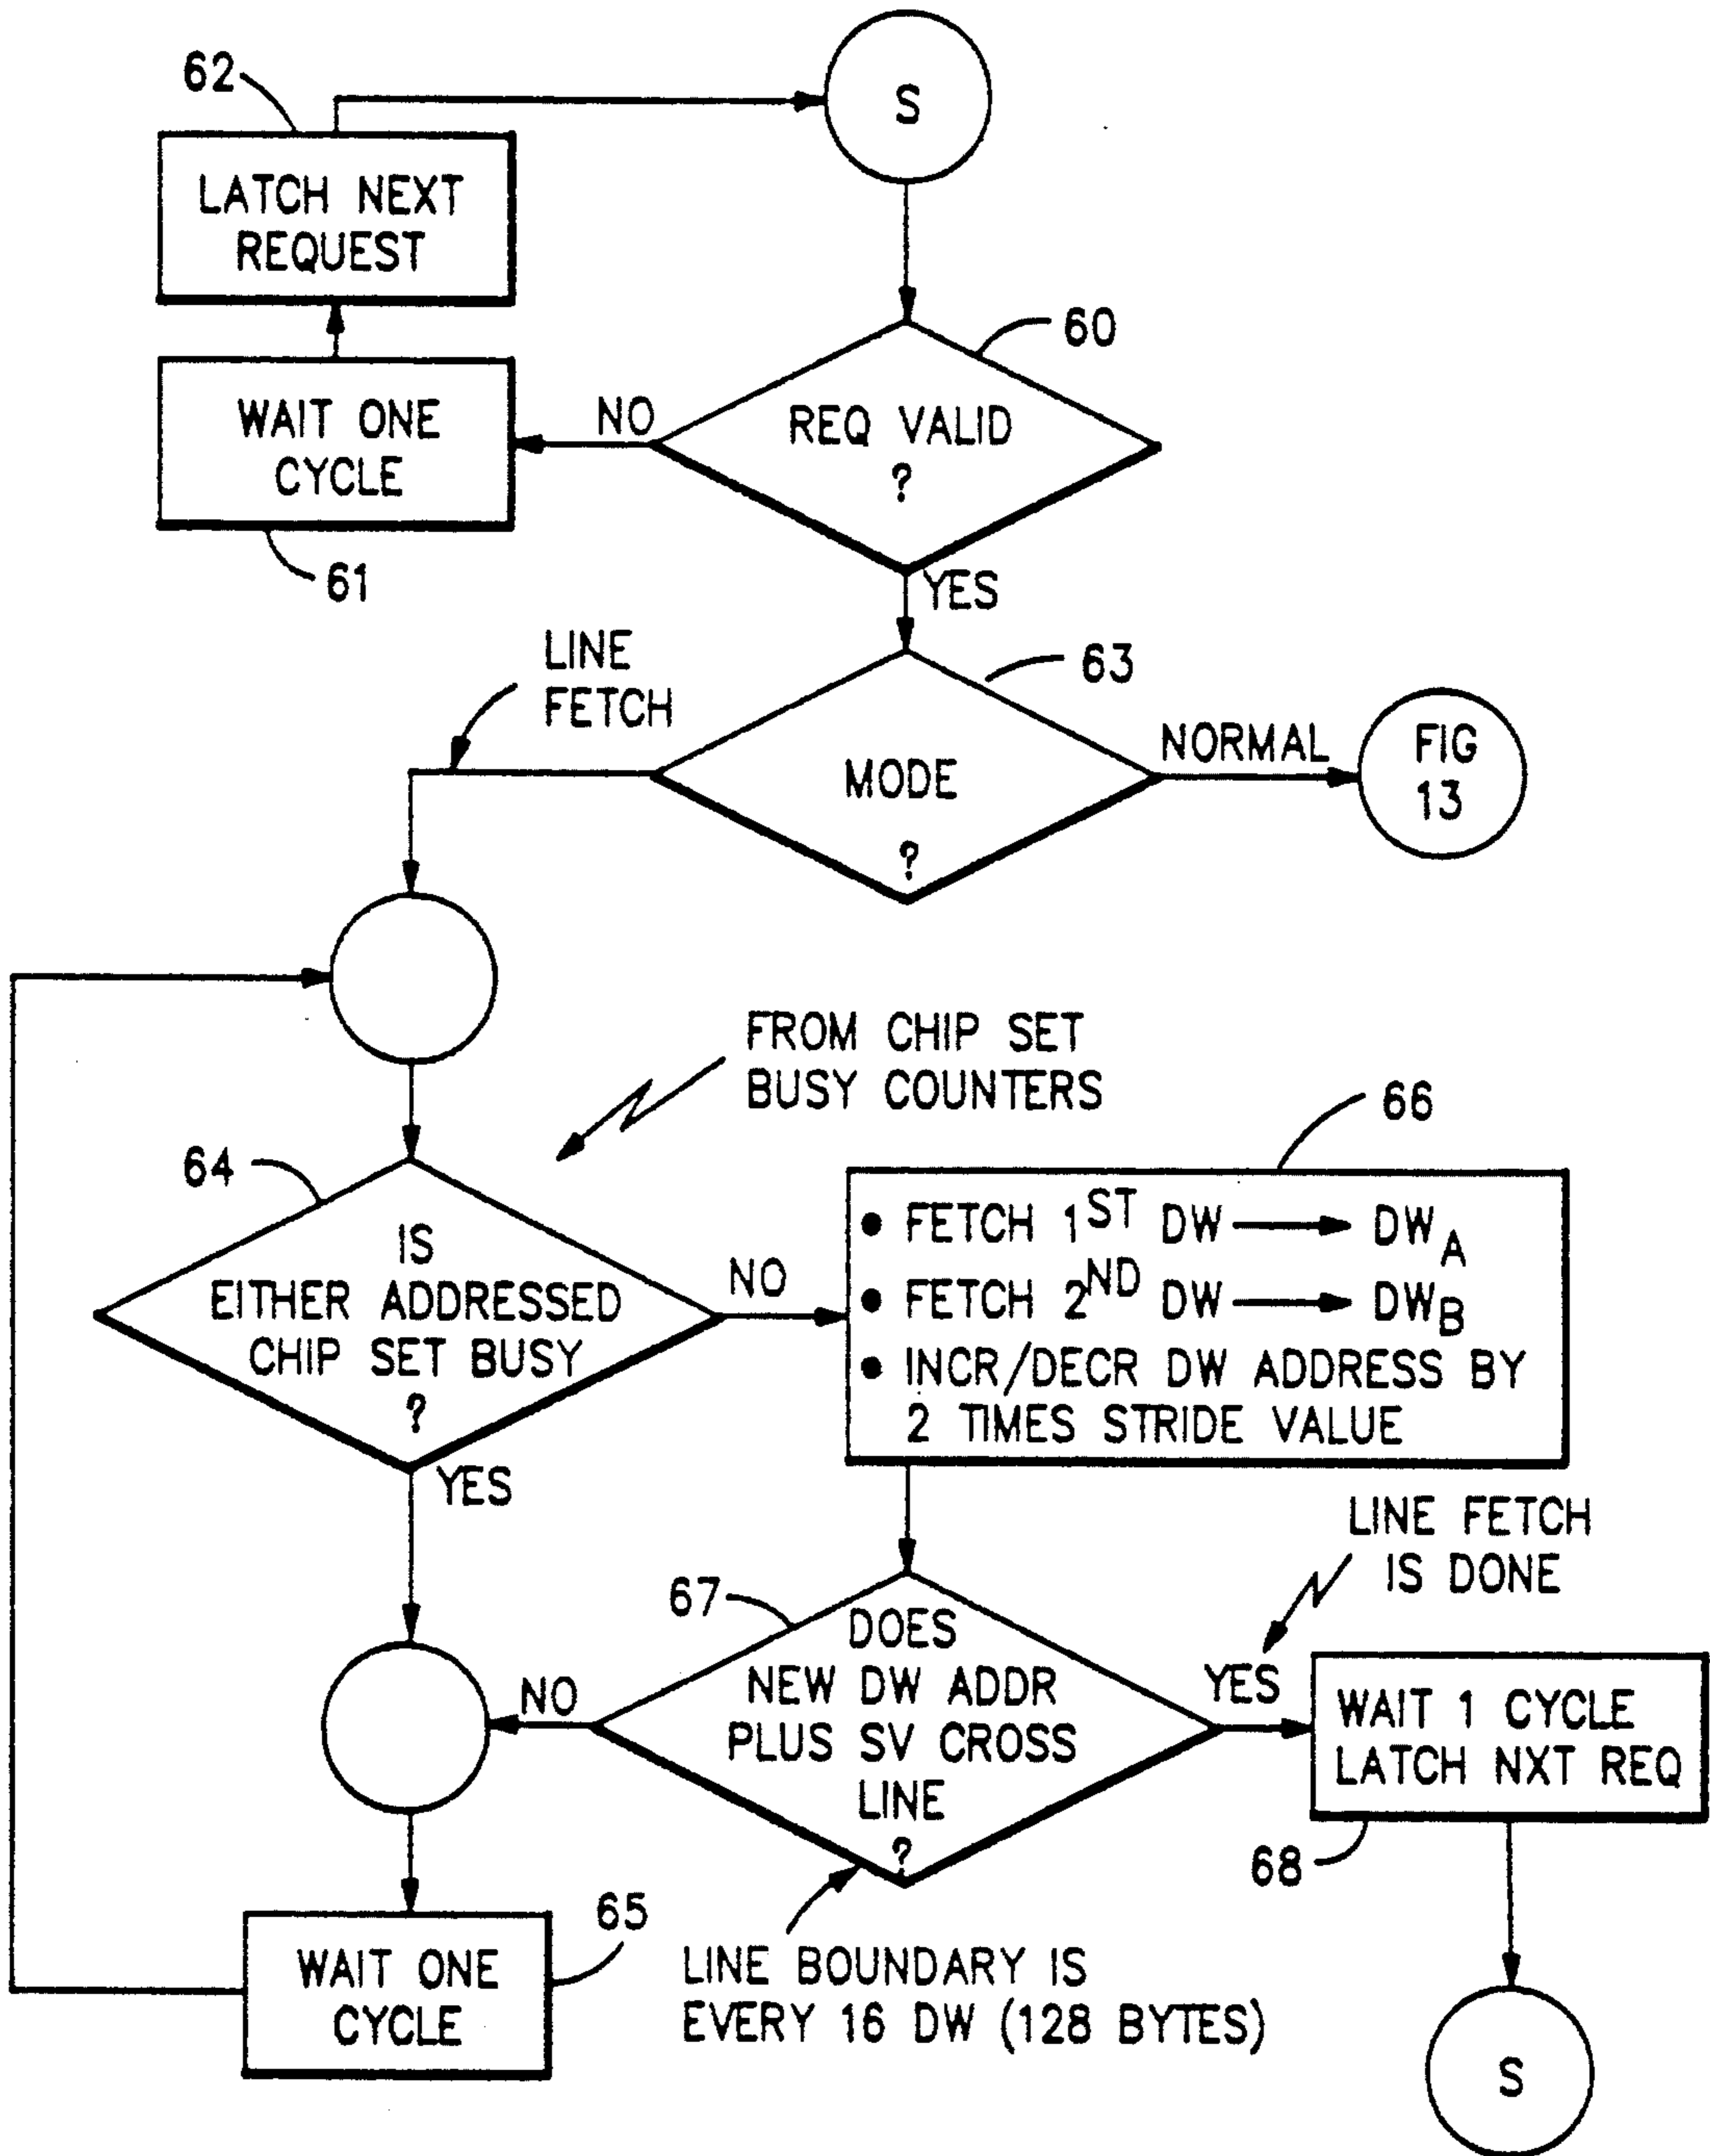 62
S
LATCH NEXT
REQUEST
60
WAIT ONE
CYCLE
NO
REQ VALID
?
61
YES
LINE
FETCH
63
MODE
?
NORMAL
FIG
13
FROM CHIP SET
BUSY COUNTERS
66
64
IS
EITHER ADDRESSED
CHIP SET BUSY
?
NO
● FETCH 1ST DW → DWA
● FETCH 2ND DW → DWB
● INCR/DECR DW ADDRESS BY
2 TIMES STRIDE VALUE
YES
LINE FETCH
IS DONE
67
DOES
NEW DW ADDR
PLUS SV CROSS
LINE
?
NO
YES
WAIT 1 CYCLE
LATCH NXT REQ
68
65
WAIT ONE
CYCLE
LINE BOUNDARY IS
EVERY 16 DW (128 BYTES)
S